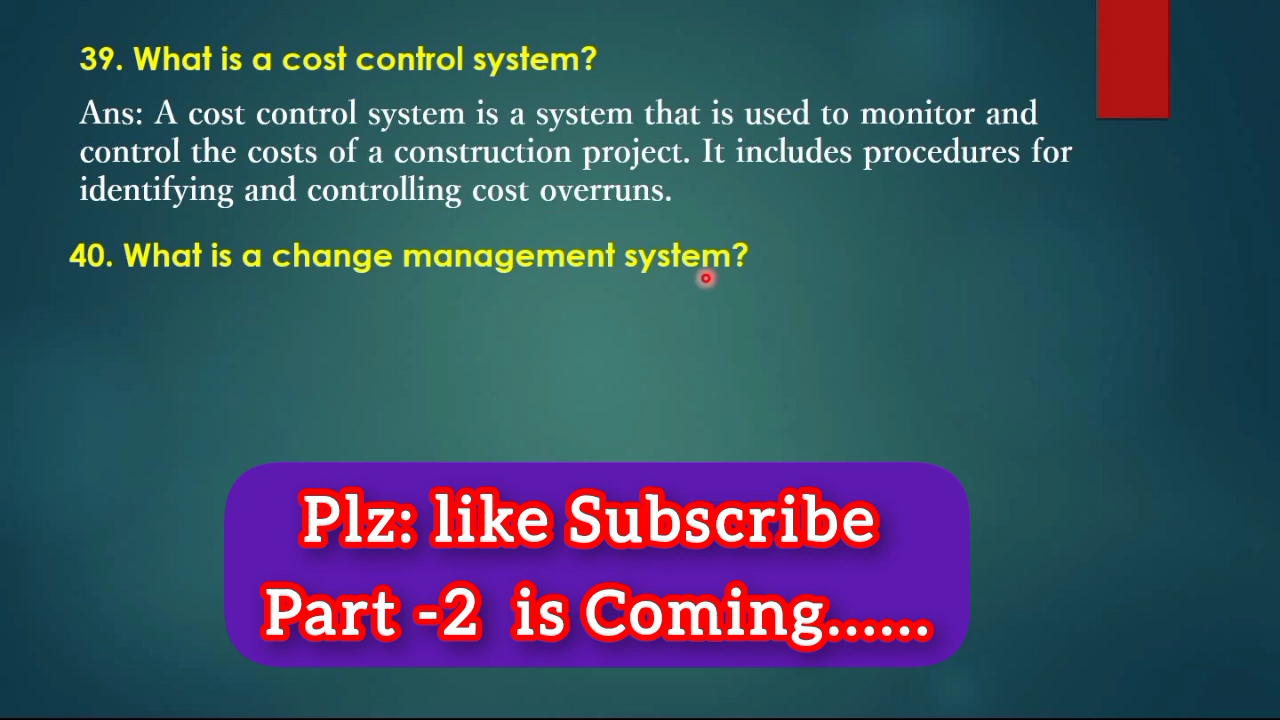 39. What is a cost control system?
Ans: A cost control system is a system that is used to monitor and
control the costs of a construction project. It includes procedures for
identifying and controlling cost overruns.
40. What is a change management system?
Plz: like Subscribe
Part -2 is Coming......